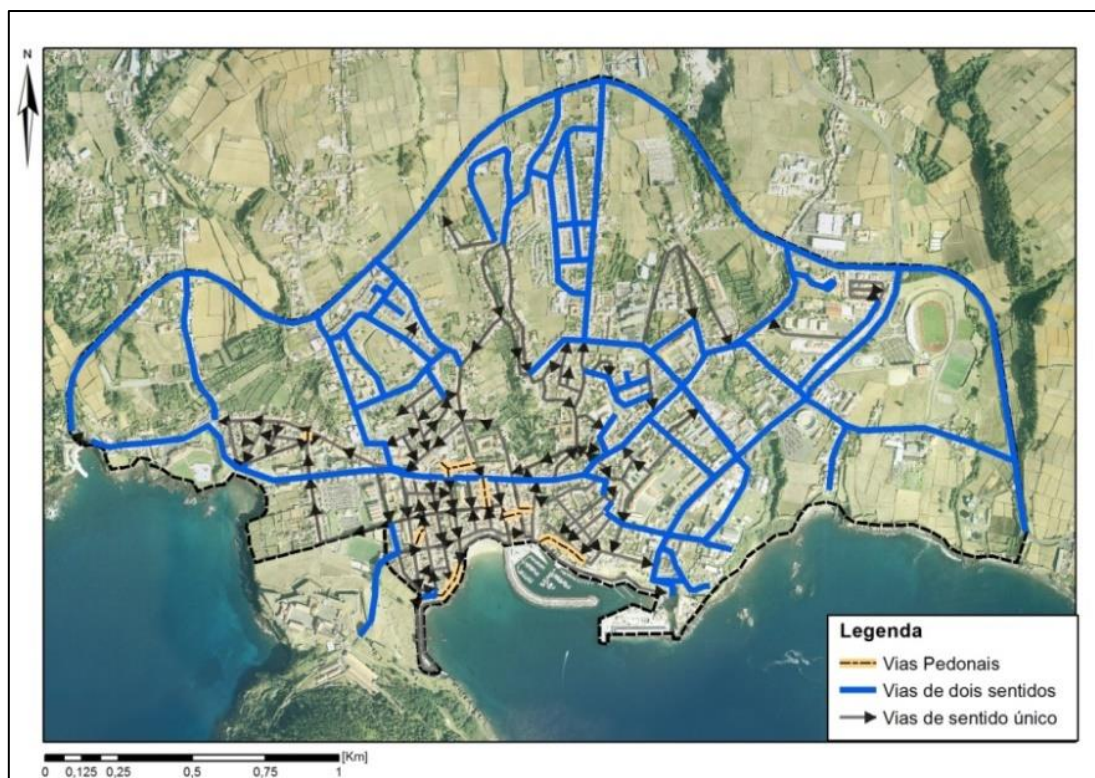 N
Legenda
Vias Pedonais
Vias de dois sentidos
Vias de sentido único
[Km]
0 0,125 0,25 0,5 0,75 1